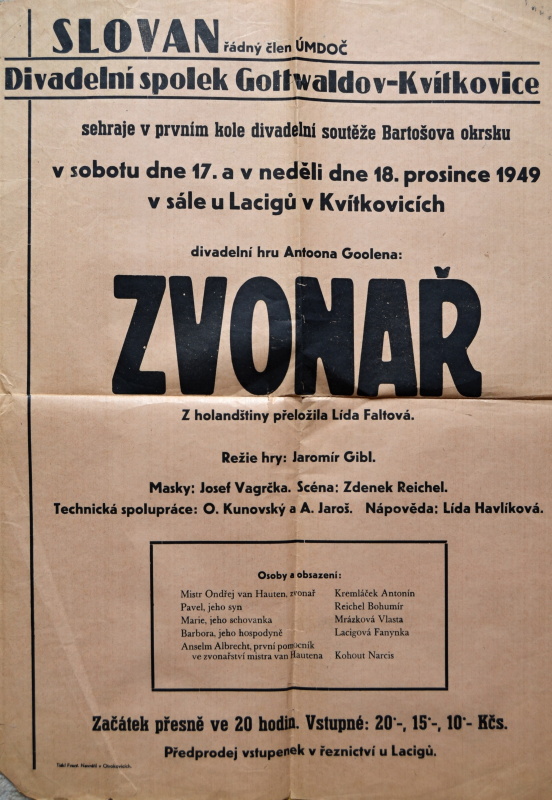 SLOVAN řádný člen ÚMDOČ
Divadelní spolek Gottwaldov-Kvítkovice
sehraje v prvním kole divadelní soutěže Bartošova okrsku
v sobotu dne 17. a v neděli dne 18. prosince 1949
v sále u Lacigů v Kvítkovicích
divadelní hru Antoona Goolena:
ZVONAŘ
Z holandštiny přeložila Lída Faltová.
Režie hry: Jaromír Gibl.
Masky: Josef Vagrčka. Scéna: Zdenek Reichel.
Technická spolupráce: O. Kunovský a A. Jaroš. Nápověda: Lída Havlíková.
Osoby a obsazení:
Mistr Ondřej van Hauten, zvonař Kremláček Antonín
Pavel, jeho syn Reichel Bohumír
Marie, jeho schovanka Mrázková Vlasta
Barbora, jeho hospodyně Lacigová Fanynka
Anselm Albrecht, první pomocník
ve zvonařství mistra van Hautena Kohout Narcis
Začátek přesně ve 20 hodin. Vstupné: 20·-, 15·-, 10·- Kčs.
Předprodej vstupenek v řeznictví u Lacigů.
Tiskl Frant. Navrátil v Otrokovicích.